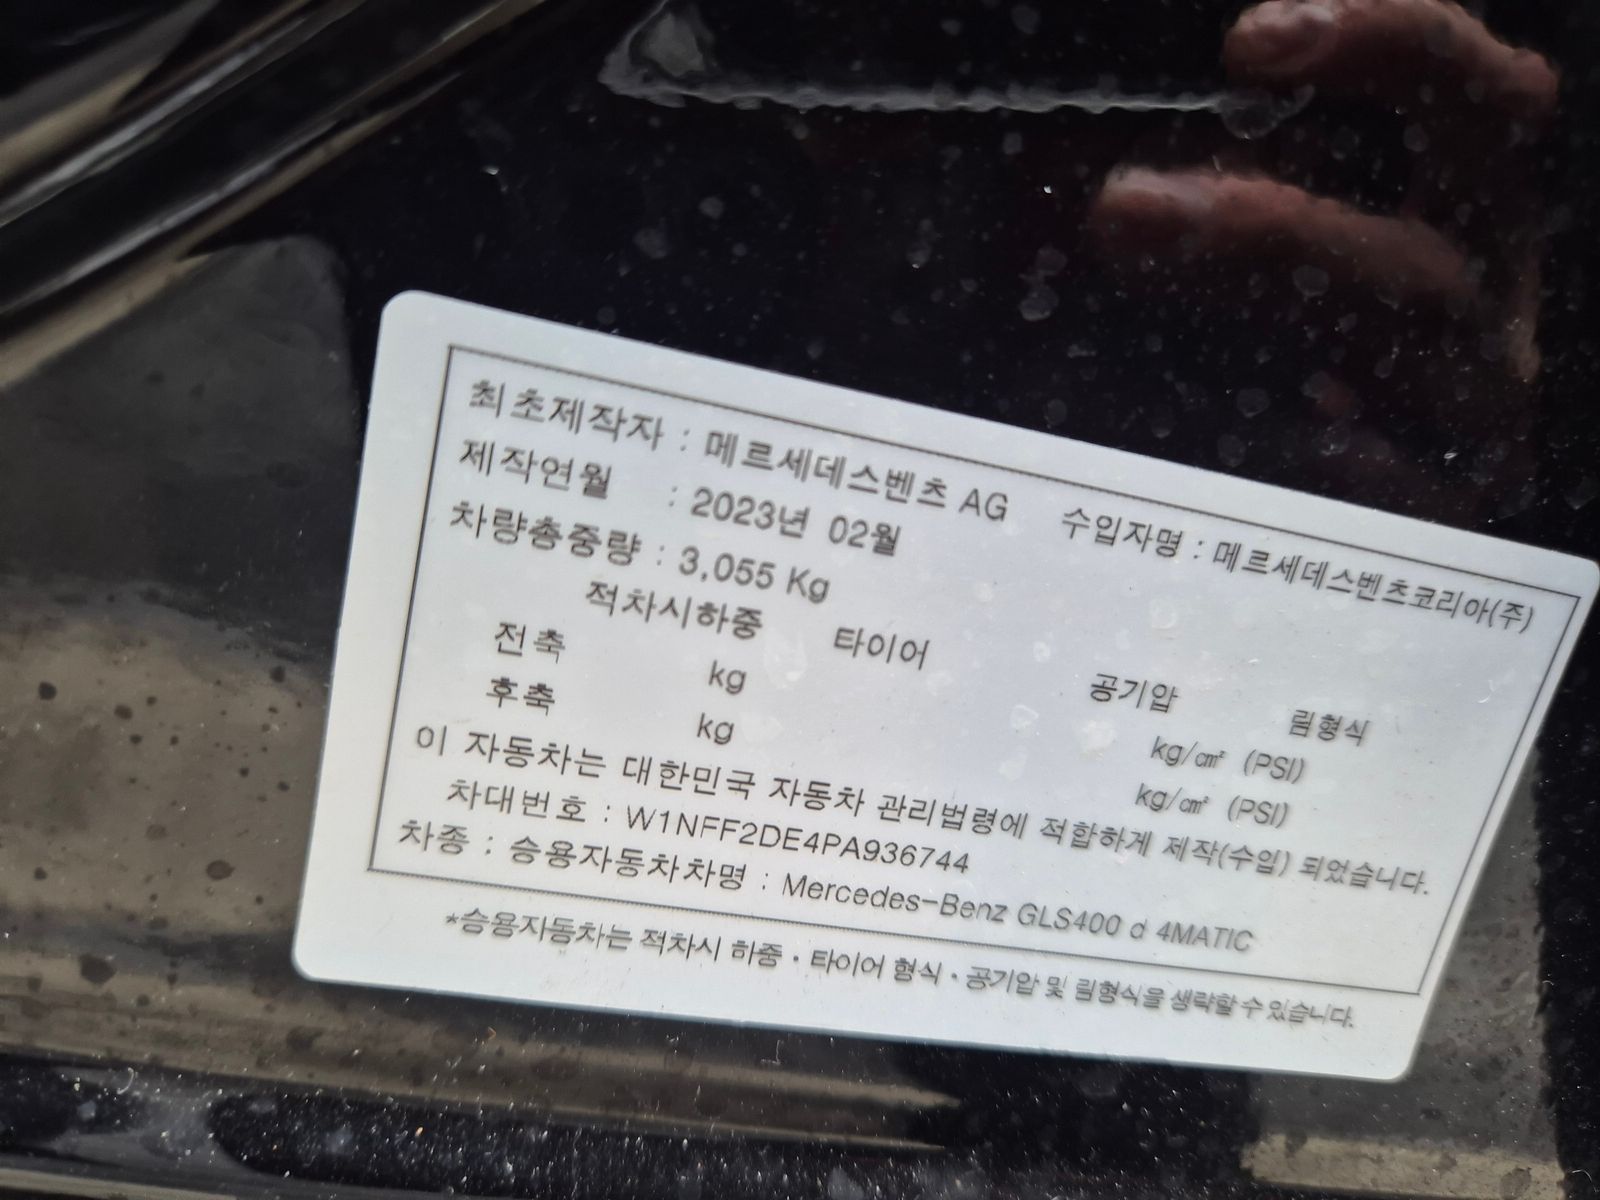 최초제작자 : 메르세데스벤츠 AG 수입자명 : 메르세데스벤츠코리아(주)
제작연월 : 2023년 02월
차량총중량 : 3,055 Kg
적차시하중 타이어 공기압 림형식
전축 kg kg/㎠ (PSI)
후축 kg kg/㎠ (PSI)
이 자동차는 대한민국 자동차 관리법령에 적합하게 제작(수입) 되었습니다.
차대번호 : W1NFF2DE4PA936744
차종 : 승용자동차차명 : Mercedes-Benz GLS400 d 4MATIC
*승용자동차는 적차시 하중 · 타이어 형식 · 공기압 및 림형식을 생략할 수 있습니다.